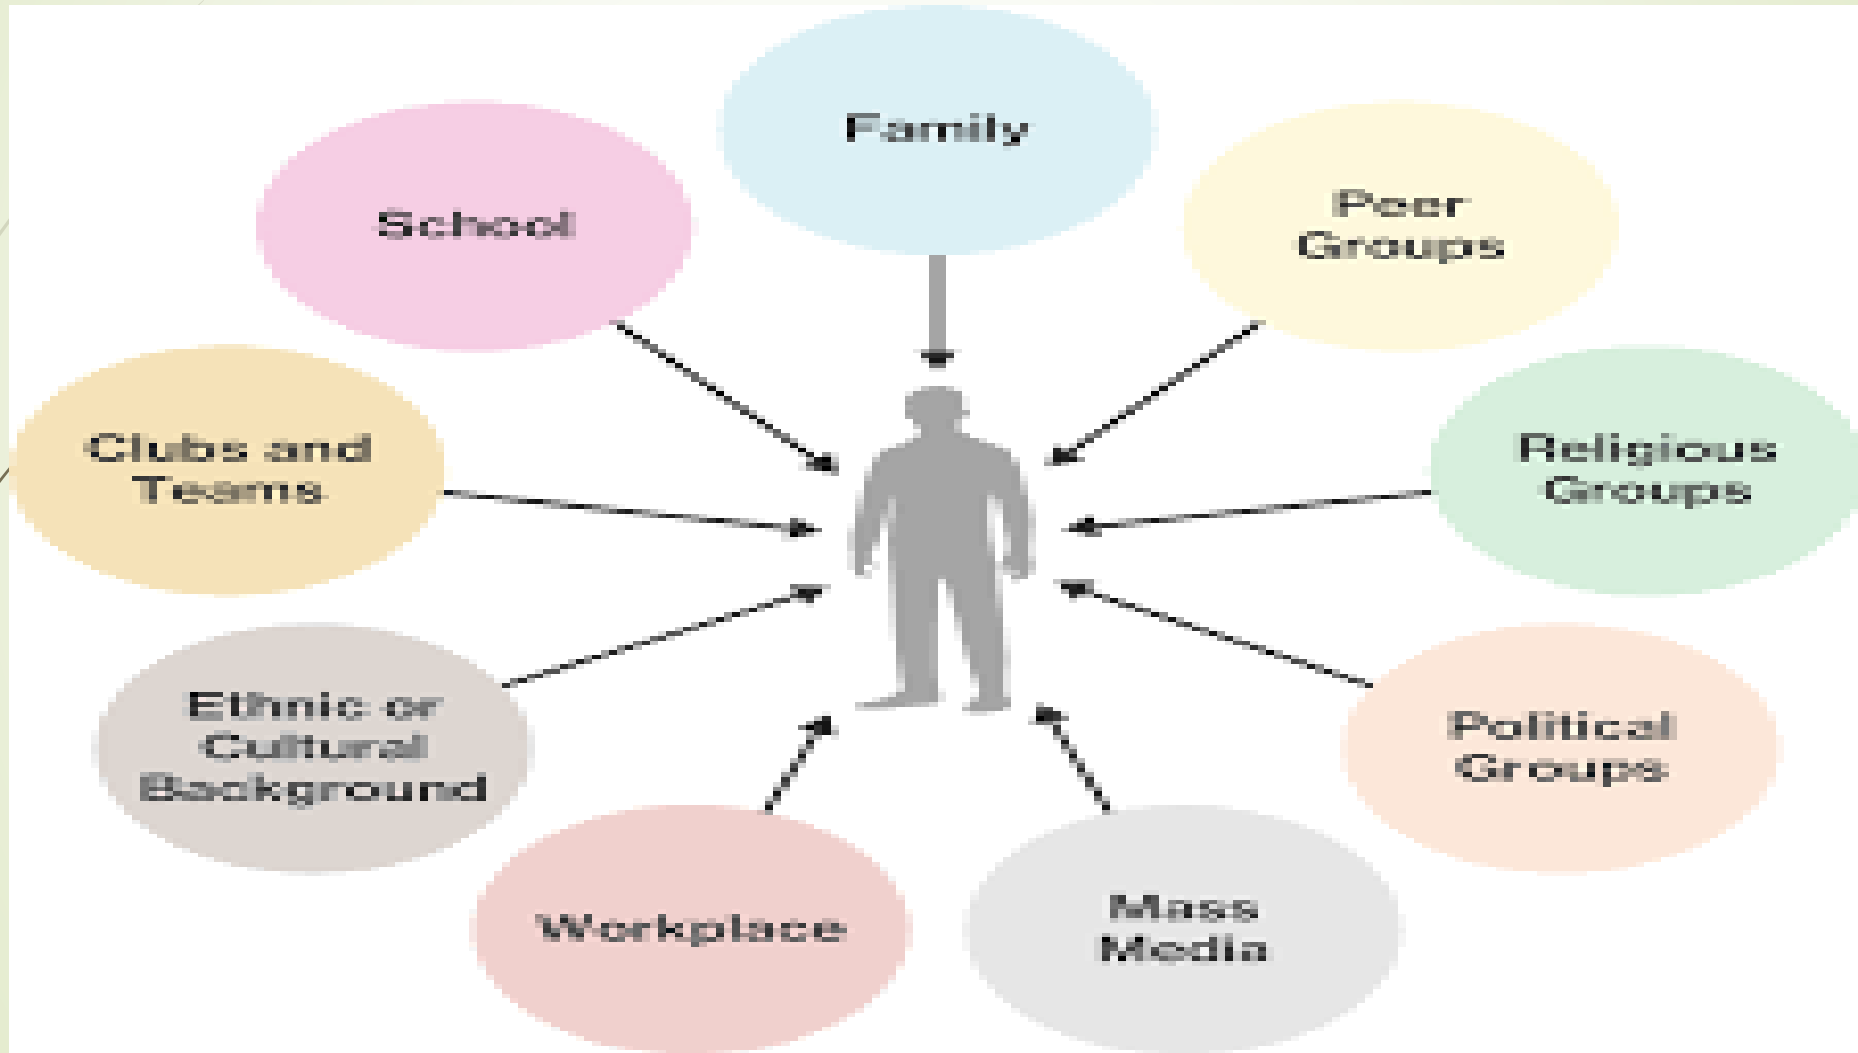 Family
School
Peer
Groups
Clubs and
Teams
Religious
Groups
Ethnic or
Cultural
Background
Political
Groups
Workplace
Mass
Media